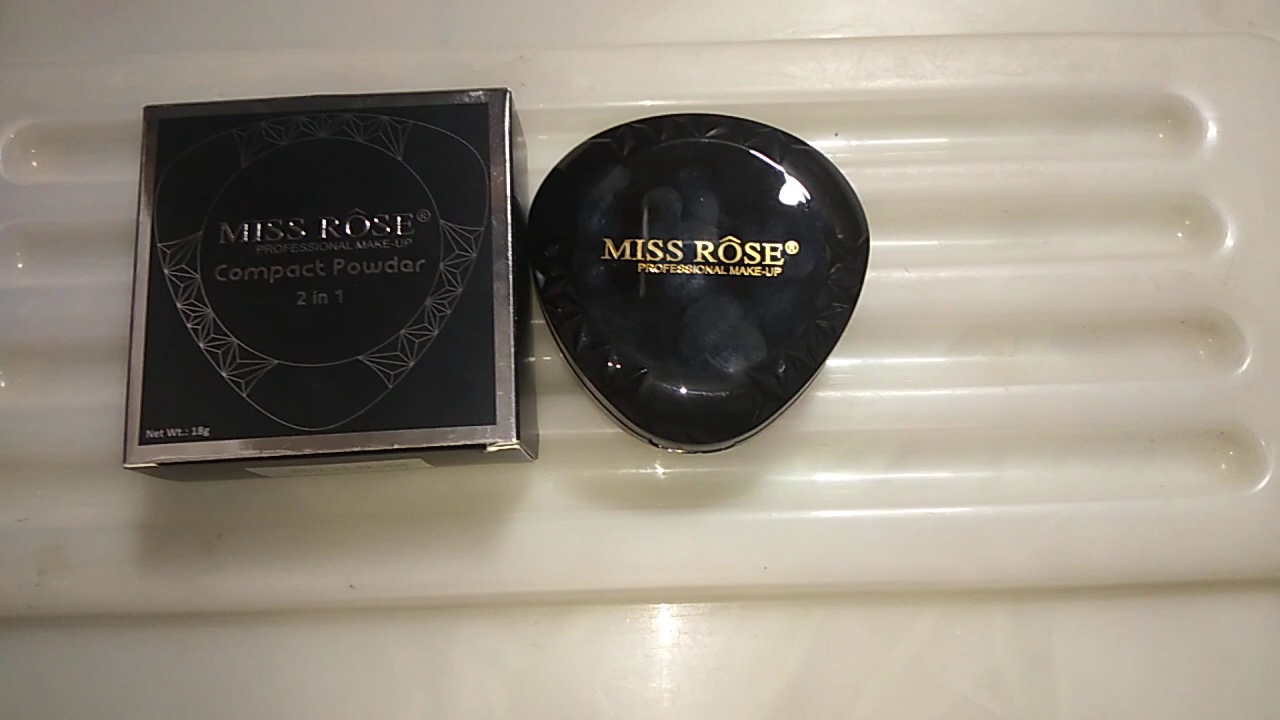 MISS RÔSE®
PROFESSIONAL MAKE-UP
Compact Powder
2 in 1
Net Wt.: 18g
MISS RÔSE®
PROFESSIONAL MAKE-UP